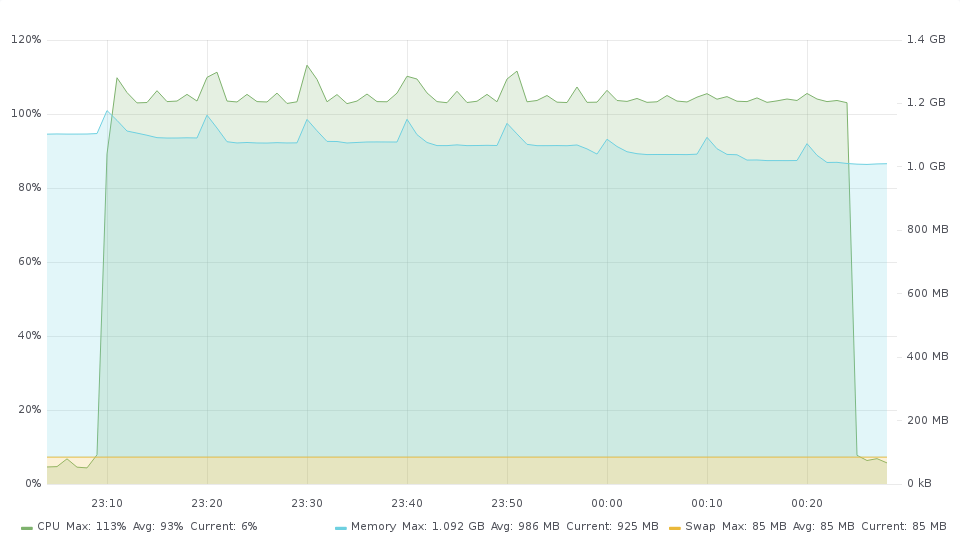 120% 1.4 GB
100% 1.2 GB
80% 1.0 GB
800 MB
60%
600 MB
40% 400 MB
20% 200 MB
0% 0 kB
23:10 23:20 23:30 23:40 23:50 00:00 00:10 00:20
CPU Max: 113% Avg: 93% Current: 6% Memory Max: 1.092 GB Avg: 986 MB Current: 925 MB Swap Max: 85 MB Avg: 85 MB Current: 85 MB